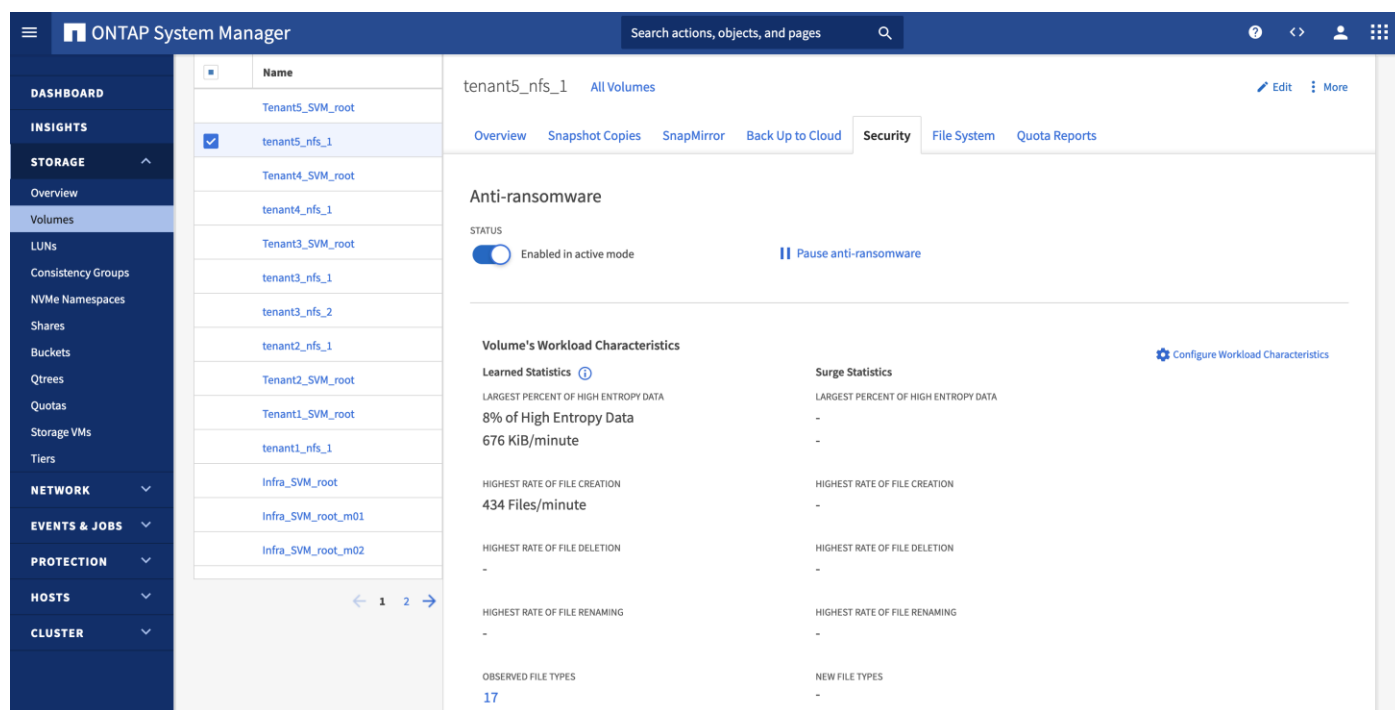 ONTAP System Manager
Search actions, objects, and pages
DASHBOARD
INSIGHTS
STORAGE
Overview
Volumes
LUNs
Consistency Groups
NVMe Namespaces
Shares
Buckets
Qtrees
Quotas
Storage VMs
Tiers
NETWORK
EVENTS & JOBS
PROTECTION
HOSTS
CLUSTER
Name
Tenant5_SVM_root
tenant5_nfs_1
Tenant4_SVM_root
tenant4_nfs_1
Tenant3_SVM_root
tenant3_nfs_1
tenant3_nfs_2
tenant2_nfs_1
Tenant2_SVM_root
Tenant1_SVM_root
tenant1_nfs_1
Infra_SVM_root
Infra_SVM_root_m01
Infra_SVM_root_m02
1 2
tenant5_nfs_1 All Volumes
Edit More
Overview Snapshot Copies SnapMirror Back Up to Cloud Security File System Quota Reports
Anti-ransomware
STATUS
Enabled in active mode Pause anti-ransomware
Volume's Workload Characteristics
Configure Workload Characteristics
Learned Statistics Surge Statistics
LARGEST PERCENT OF HIGH ENTROPY DATA LARGEST PERCENT OF HIGH ENTROPY DATA
8% of High Entropy Data -
676 KiB/minute -
HIGHEST RATE OF FILE CREATION HIGHEST RATE OF FILE CREATION
434 Files/minute -
HIGHEST RATE OF FILE DELETION HIGHEST RATE OF FILE DELETION
- -
HIGHEST RATE OF FILE RENAMING HIGHEST RATE OF FILE RENAMING
- -
OBSERVED FILE TYPES NEW FILE TYPES
17 -